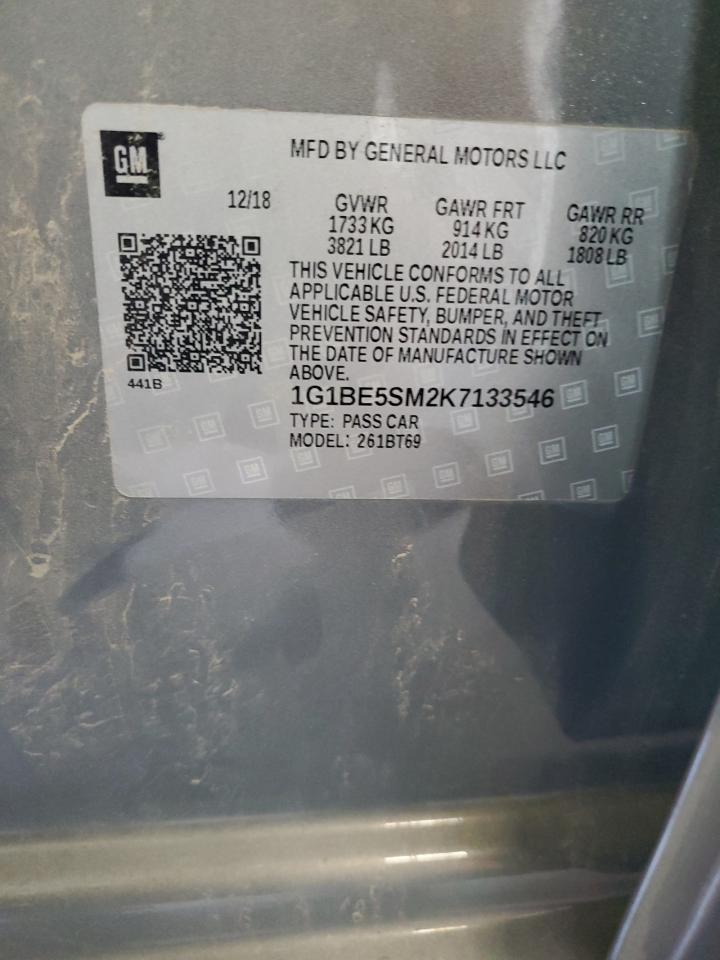 GM
MFD BY GENERAL MOTORS LLC
12/18 GVWR GAWR FRT GAWR RR
1733 KG 914 KG 820 KG
3821 LB 2014 LB 1808 LB
THIS VEHICLE CONFORMS TO ALL
APPLICABLE U.S. FEDERAL MOTOR
VEHICLE SAFETY, BUMPER, AND THEFT
PREVENTION STANDARDS IN EFFECT ON
THE DATE OF MANUFACTURE SHOWN
ABOVE.
441B
1G1BE5SM2K7133546
TYPE: PASS CAR
MODEL: 261BT69